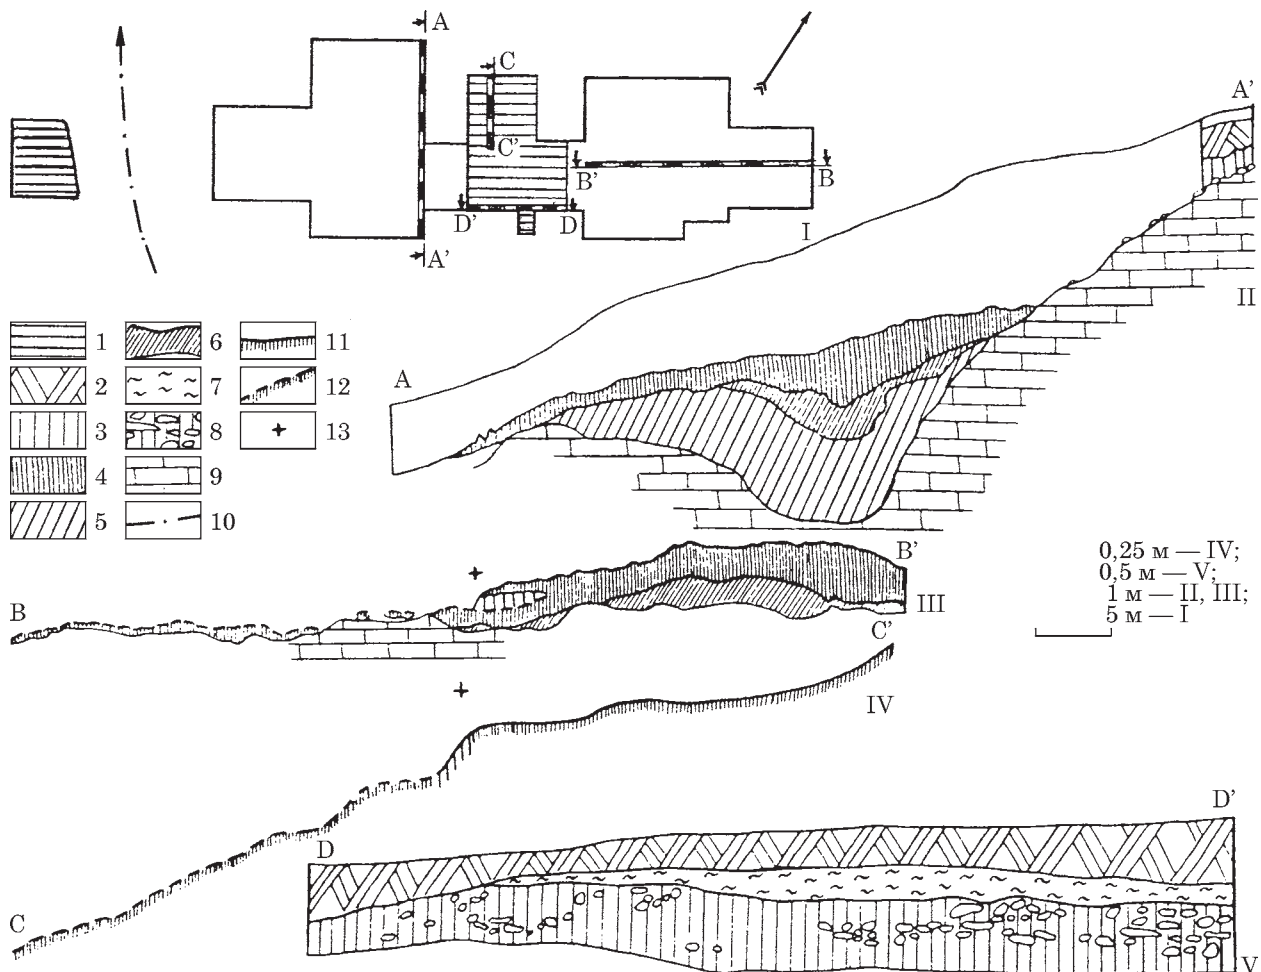 A
C
C'
B'
B
D'
D
A'
I
A'
II
A
1
6
11
2
7
12
3
8
13
4
9
5
10
B
B'
III
0,25 м — IV;
0,5 м — V;
1 м — II, III;
5 м — I
C'
IV
C
D
D'
V